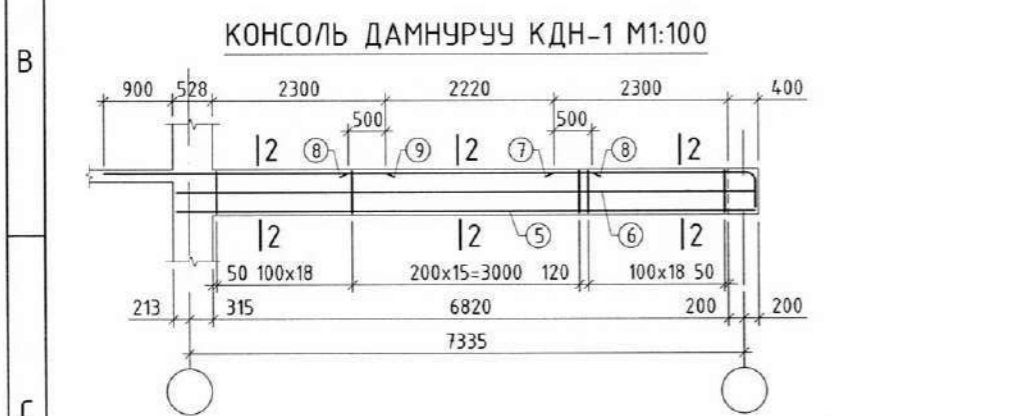 КОНСОЛЬ ДАМНУРУУ КДН-1 М1:100
В
900 528 2300 2220 2300 400
500 500
2 8 9 2 7 8 2
2 2 5 6 2
50 100x18 200x15=3000 120 100x18 50
213 315 6820 200 200
7335
С